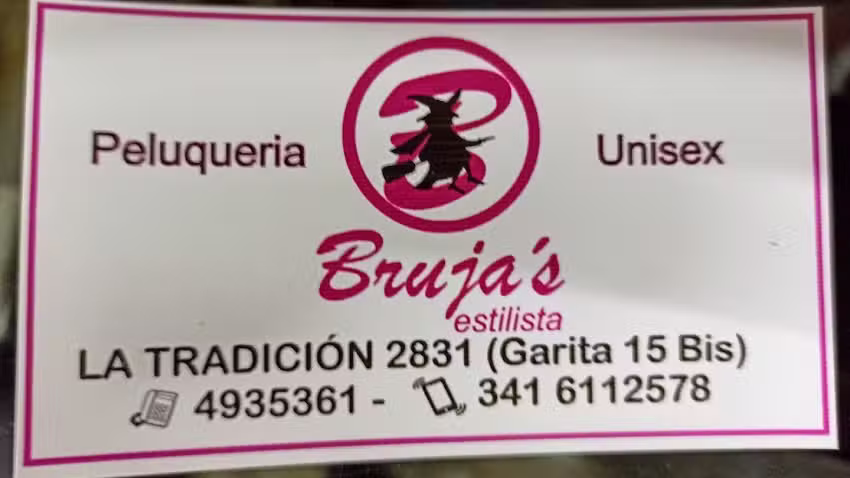 B
Peluqueria Unisex
Bruja´s
estilista
LA TRADICIÓN 2831 (Garita 15 Bis)
4935361 - 341 6112578